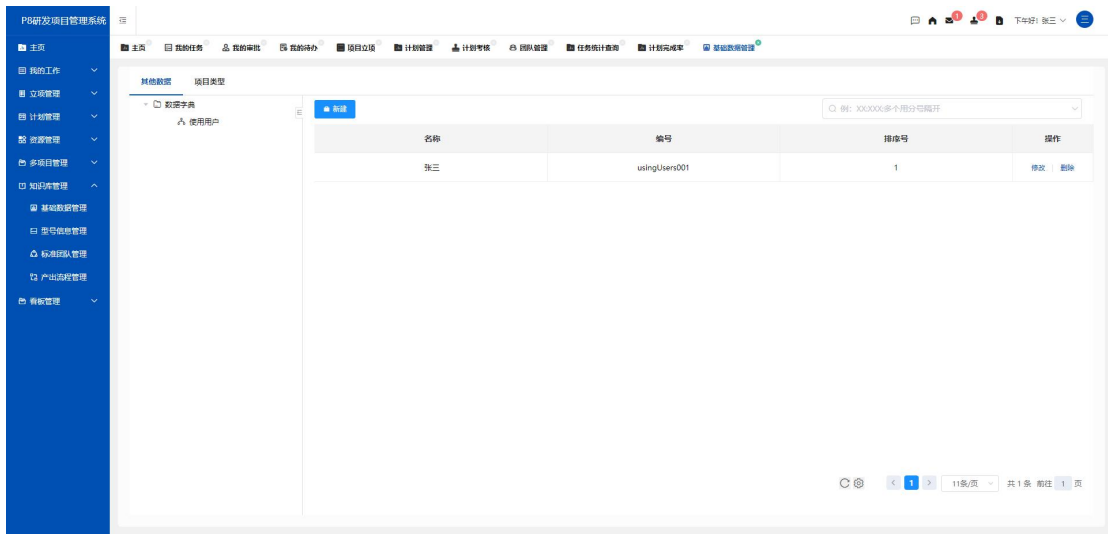 P8研发项目管理系统
1
3
下午好! 张三
三
主页
我的任务
我的审批
我的待办
项目立项
计划管理
计划考核
团队管理
任务统计查询
计划完成率
基础数据管理
主页
我的工作
立项管理
计划管理
资源管理
多项目管理
知识库管理
基础数据管理
型号信息管理
标准团队管理
产出流程管理
看板管理
其他数据 项目类型
数据字典
使用用户
新建
例: XX:XXX;多个用分号隔开
名称 编号 排序号 操作
张三 usingUsers001 1 修改 删除
1 11条/页 共 1 条 前往 1 页